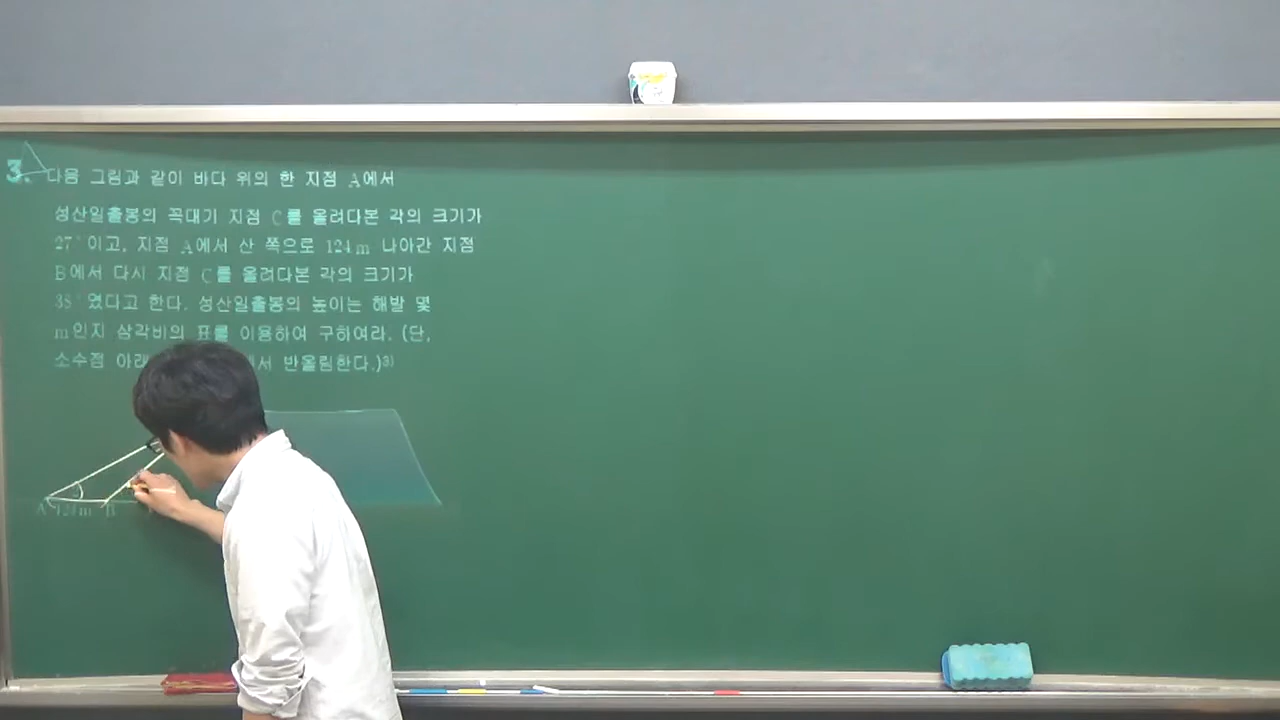 3. 다음 그림과 같이 바다 위의 한 지점 A에서
성산일출봉의 꼭대기 지점 C를 올려다본 각의 크기가
27°이고, 지점 A에서 산 쪽으로 124m 나아간 지점
B에서 다시 지점 C를 올려다본 각의 크기가
38°였다고 한다. 성산일출봉의 높이는 해발 몇
m인지 삼각비의 표를 이용하여 구하여라. (단,
소수점 아래 에서 반올림한다.)3)
A 124m B